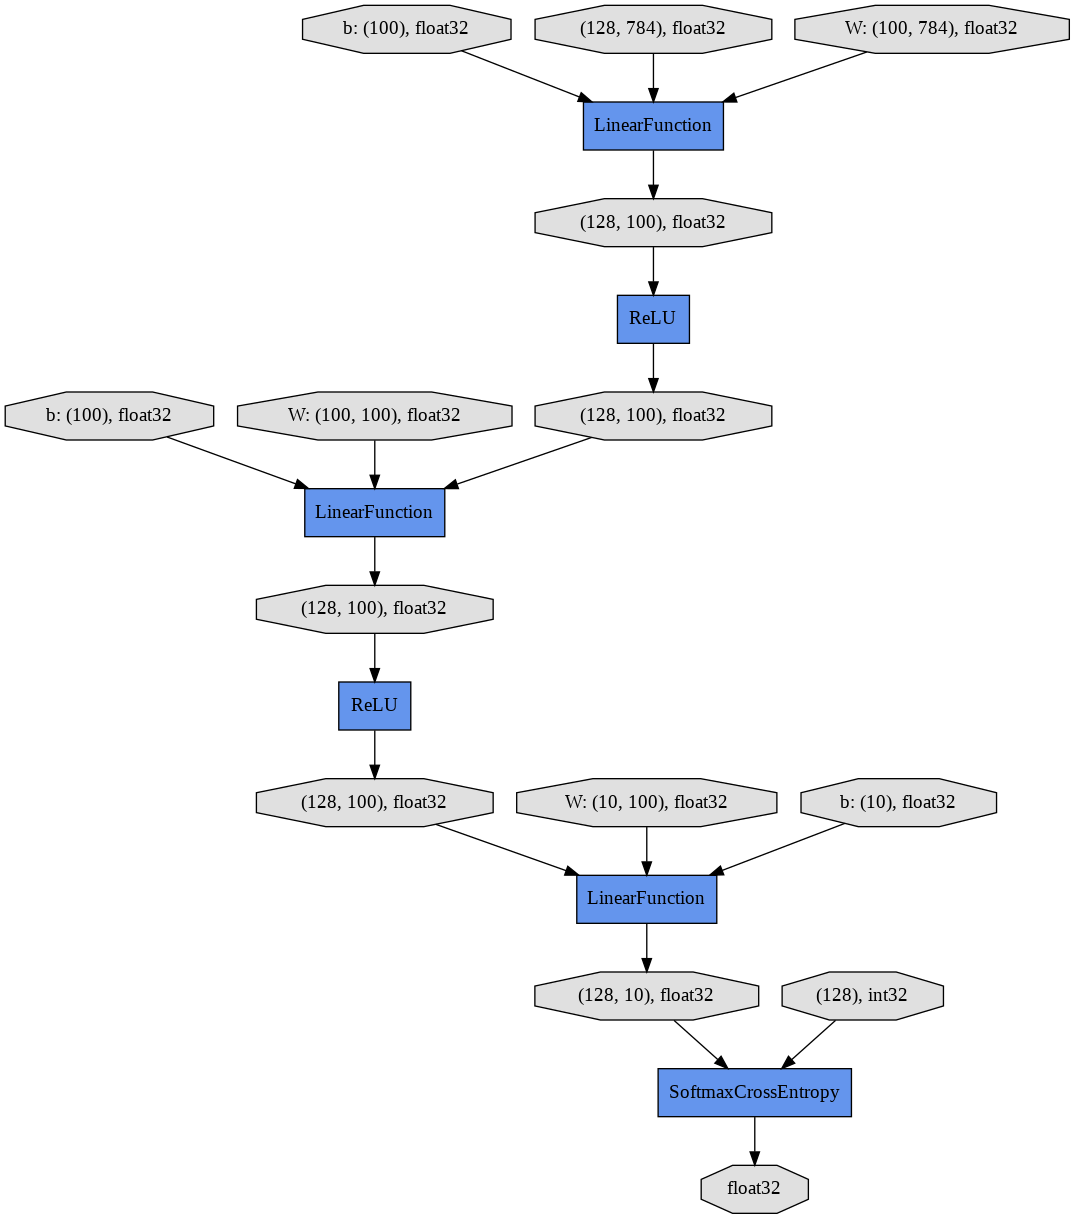 b: (100), float32
(128, 784), float32
W: (100, 784), float32
LinearFunction
(128, 100), float32
ReLU
b: (100), float32
W: (100, 100), float32
(128, 100), float32
LinearFunction
(128, 100), float32
ReLU
(128, 100), float32
W: (10, 100), float32
b: (10), float32
LinearFunction
(128, 10), float32
(128), int32
SoftmaxCrossEntropy
float32